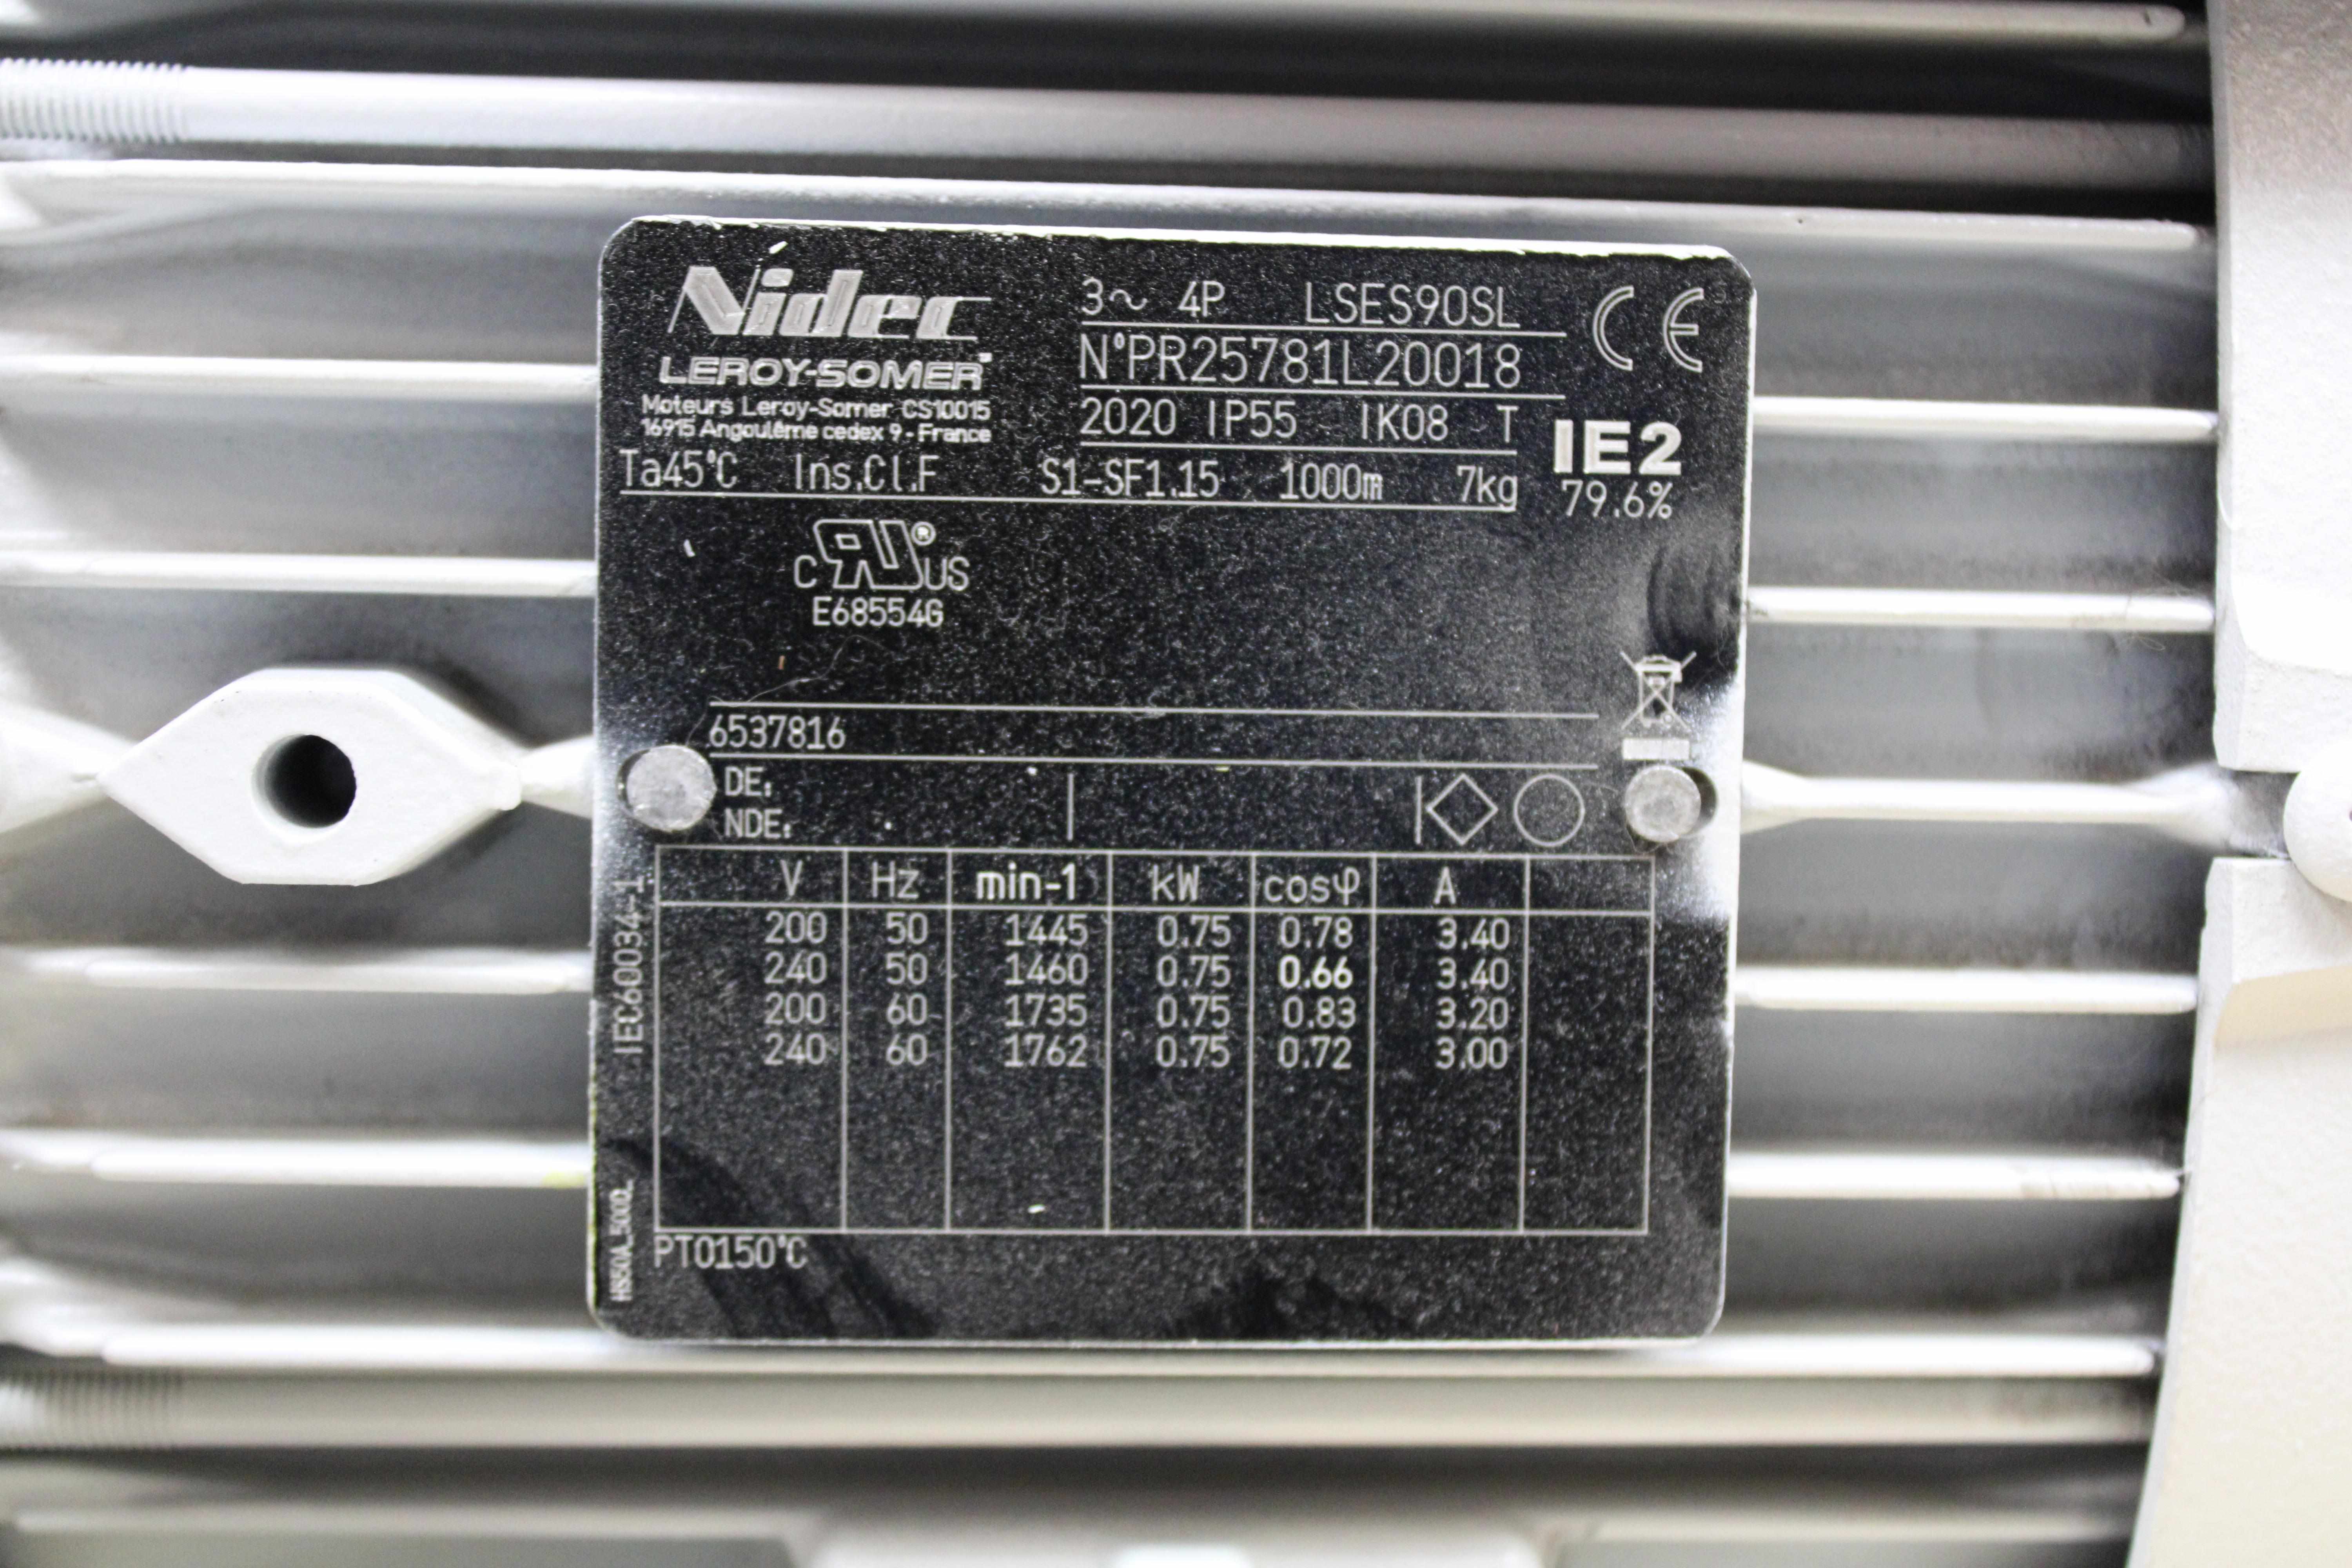 Nidec
LEROY-SOMER
Moteurs Leroy-Somer CS10015
16915 Angoulême cedex 9 - France
3~ 4P LSES90SL
N°PR25781L20018
2020 IP55 IK08 T
CE
IE2
79.6%
Ta45°C Ins.Cl.F S1-SF1.15 1000m 7kg
C RU® US
E68554G
6537816
DE:
NDE:
IEC60034-1
V Hz min-1 kW cosφ A
200 50 1445 0.75 0.78 3.40
240 50 1460 0.75 0.66 3.40
200 60 1735 0.75 0.83 3.20
240 60 1762 0.75 0.72 3.00
PTO150°C